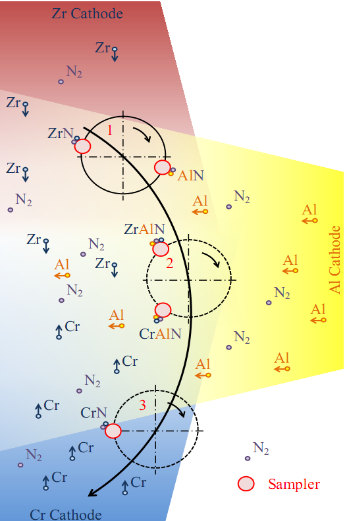 Zr Cathode
Zr
N₂
Zr
ZrN
1
Zr
AlN
N₂
N₂
Al
Al
ZrAlN
Zr
N₂
2
Zr
Al
Al
N₂
N₂
Al
Al
Al Cathode
Cr
CrAlN
N₂
Cr
Al
Al
N₂
Cr
CrN
3
N₂
Cr
N₂
Cr
Cr
Sampler
Cr Cathode